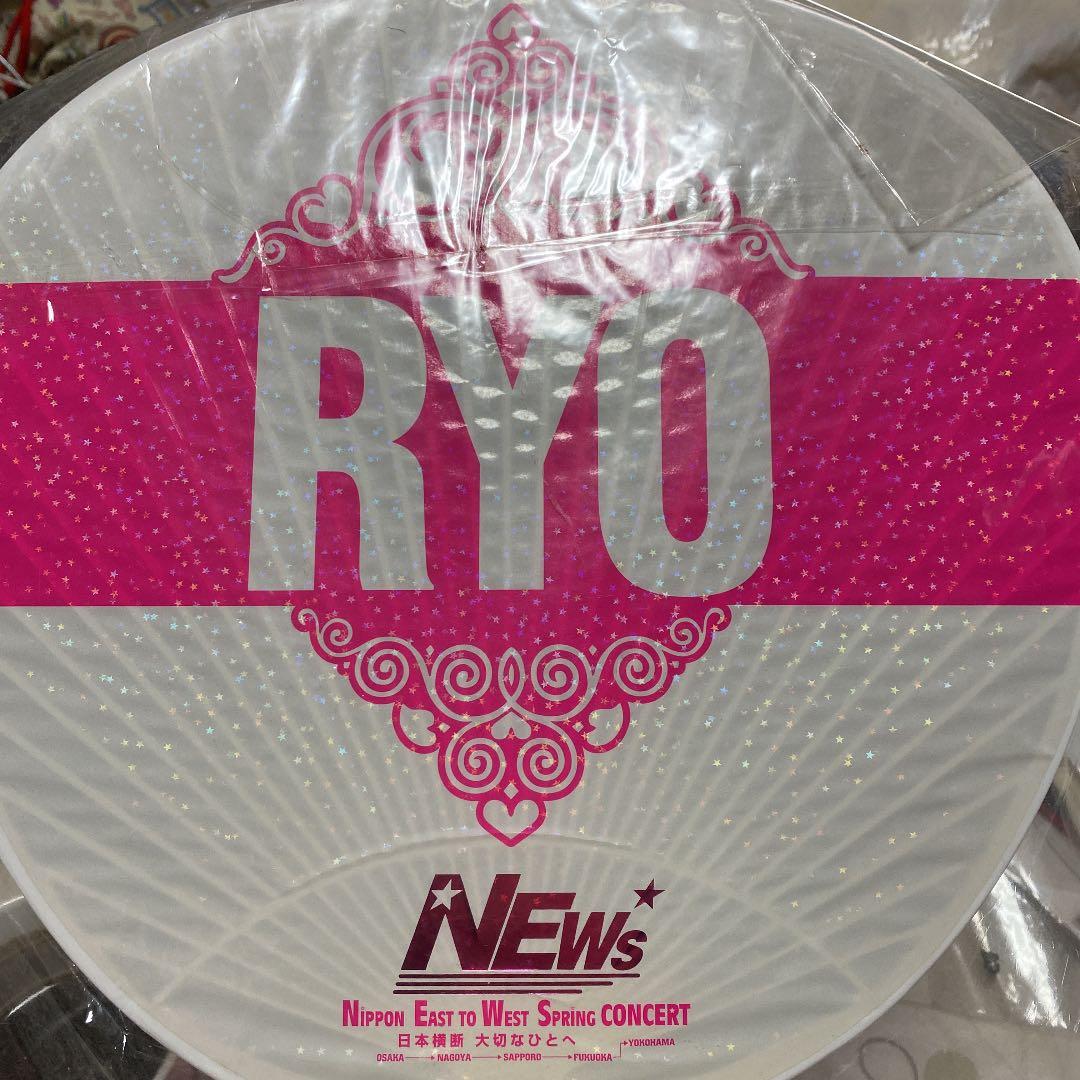 RYO
NEWS
NIPPON EAST TO WEST SPRING CONCERT
日本横断 大切なひとへ
OSAKA → NAGOYA → SAPPORO → FUKUOKA → YOKOHAMA